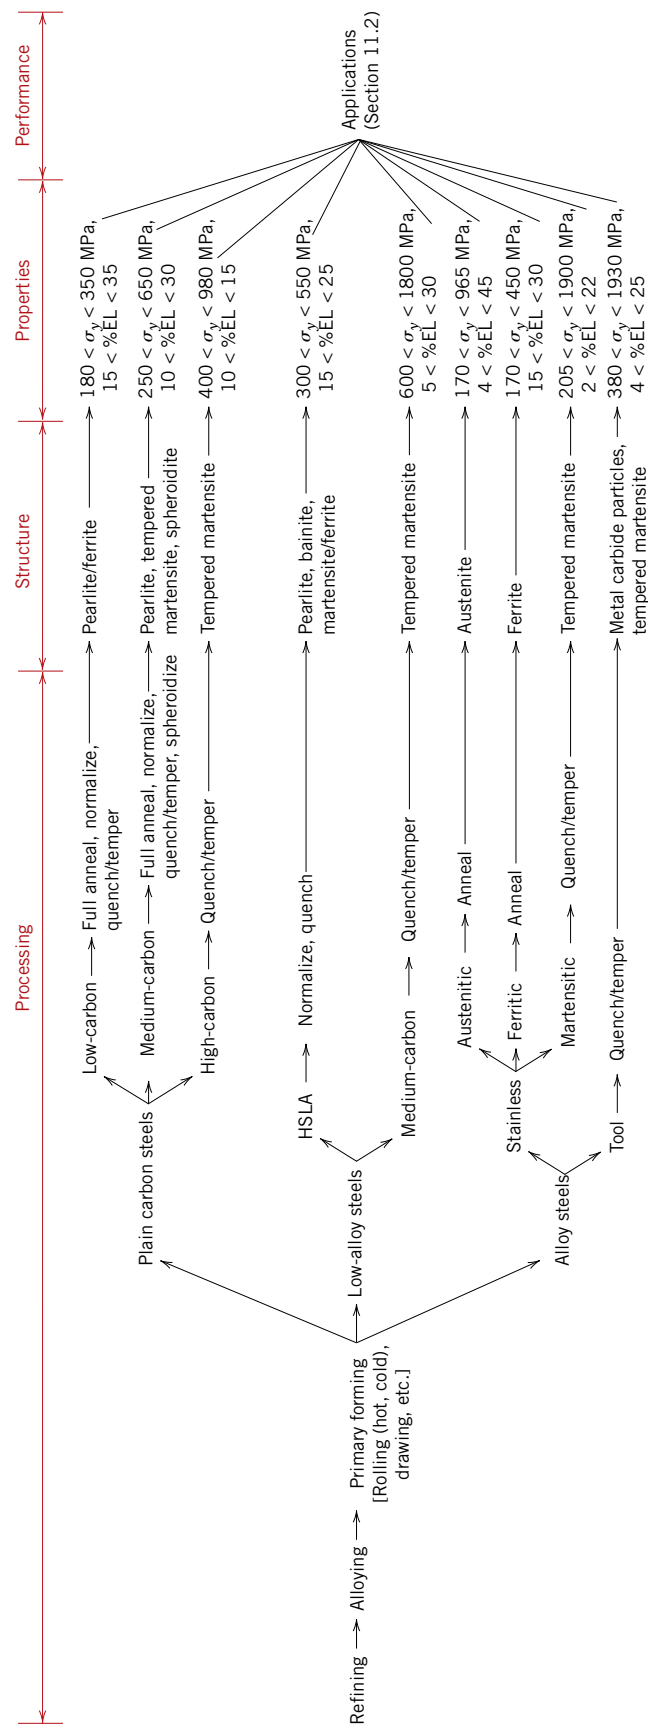 Processing
Structure
Properties
Performance
Refining
Alloying
Primary forming
[Rolling (hot, cold),
drawing, etc.]
Plain carbon steels
Low-carbon
Full anneal, normalize,
quench/temper
Pearlite/ferrite
180 < σy < 350 MPa,
15 < %EL < 35
Medium-carbon
Full anneal, normalize,
quench/temper, spheroidize
Pearlite, tempered
martensite, spheroidite
250 < σy < 650 MPa,
10 < %EL < 30
High-carbon
Quench/temper
Tempered martensite
400 < σy < 980 MPa,
10 < %EL < 15
Low-alloy steels
HSLA
Normalize, quench
Pearlite, bainite,
martensite/ferrite
300 < σy < 550 MPa,
15 < %EL < 25
Medium-carbon
Quench/temper
Tempered martensite
600 < σy < 1800 MPa,
5 < %EL < 30
Alloy steels
Stainless
Austenitic
Anneal
Austenite
170 < σy < 965 MPa,
4 < %EL < 45
Ferritic
Anneal
Ferrite
170 < σy < 450 MPa,
15 < %EL < 30
Martensitic
Quench/temper
Tempered martensite
205 < σy < 1900 MPa,
2 < %EL < 22
Tool
Quench/temper
Metal carbide particles,
tempered martensite
380 < σy < 1930 MPa,
4 < %EL < 25
Applications
(Section 11.2)